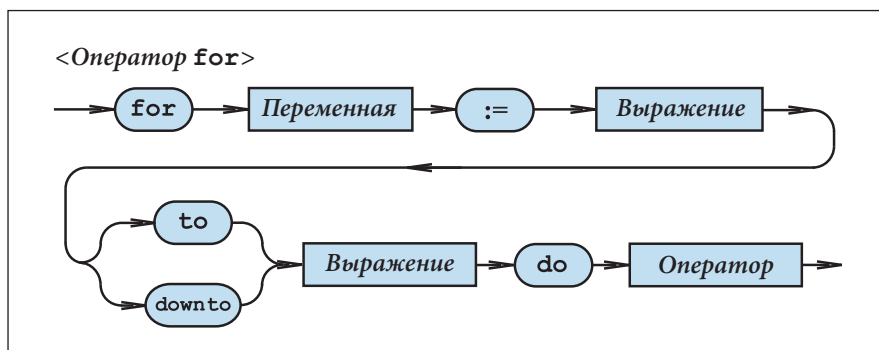 <Оператор for>
for Переменная := Выражение
to
Выражение do Оператор
downto